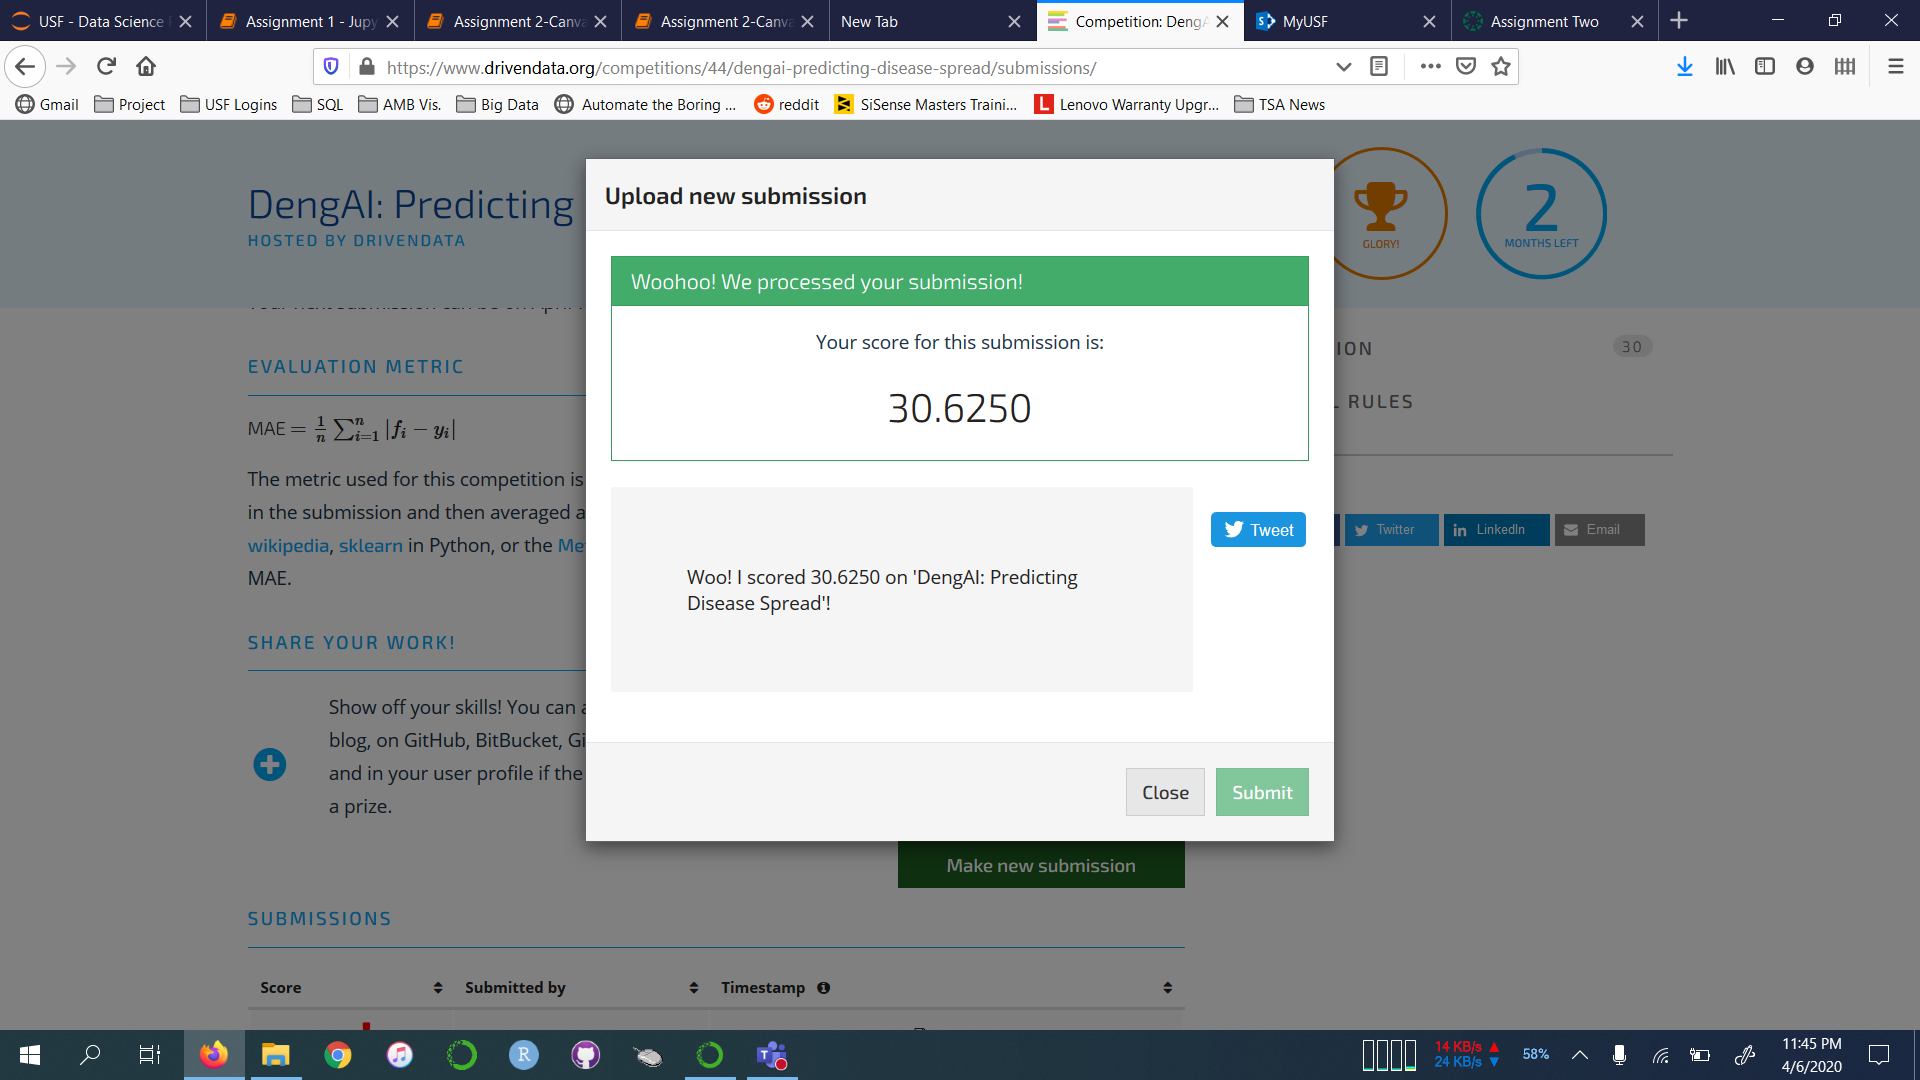 USF - Data Science
Assignment 1 - Jupy
Assignment 2-Canva
Assignment 2-Canva
New Tab
Competition: DengA
MyUSF
Assignment Two
https://www.drivendata.org/competitions/44/dengai-predicting-disease-spread/submissions/
Gmail Project USF Logins SQL AMB Vis. Big Data Automate the Boring ... reddit SiSense Masters Traini... Lenovo Warranty Upgr... TSA News
DengAI: Predicting
HOSTED BY DRIVENDATA
GLORY!
2
MONTHS LEFT
Upload new submission
Woohoo! We processed your submission!
Your score for this submission is:
30.6250
Woo! I scored 30.6250 on 'DengAI: Predicting
Disease Spread'!
Tweet
Close Submit
EVALUATION METRIC
MAE = 1/n ∑ⁿᵢ₌₁ |fᵢ − yᵢ|
The metric used for this competition is
in the submission and then averaged a
wikipedia, sklearn in Python, or the Me
MAE.
SHARE YOUR WORK!
Show off your skills! You can a
blog, on GitHub, BitBucket, Gi
and in your user profile if the
a prize.
ION 30
RULES
Twitter LinkedIn Email
Make new submission
SUBMISSIONS
Score Submitted by Timestamp
14 KB/s
24 KB/s
58%
11:45 PM
4/6/2020